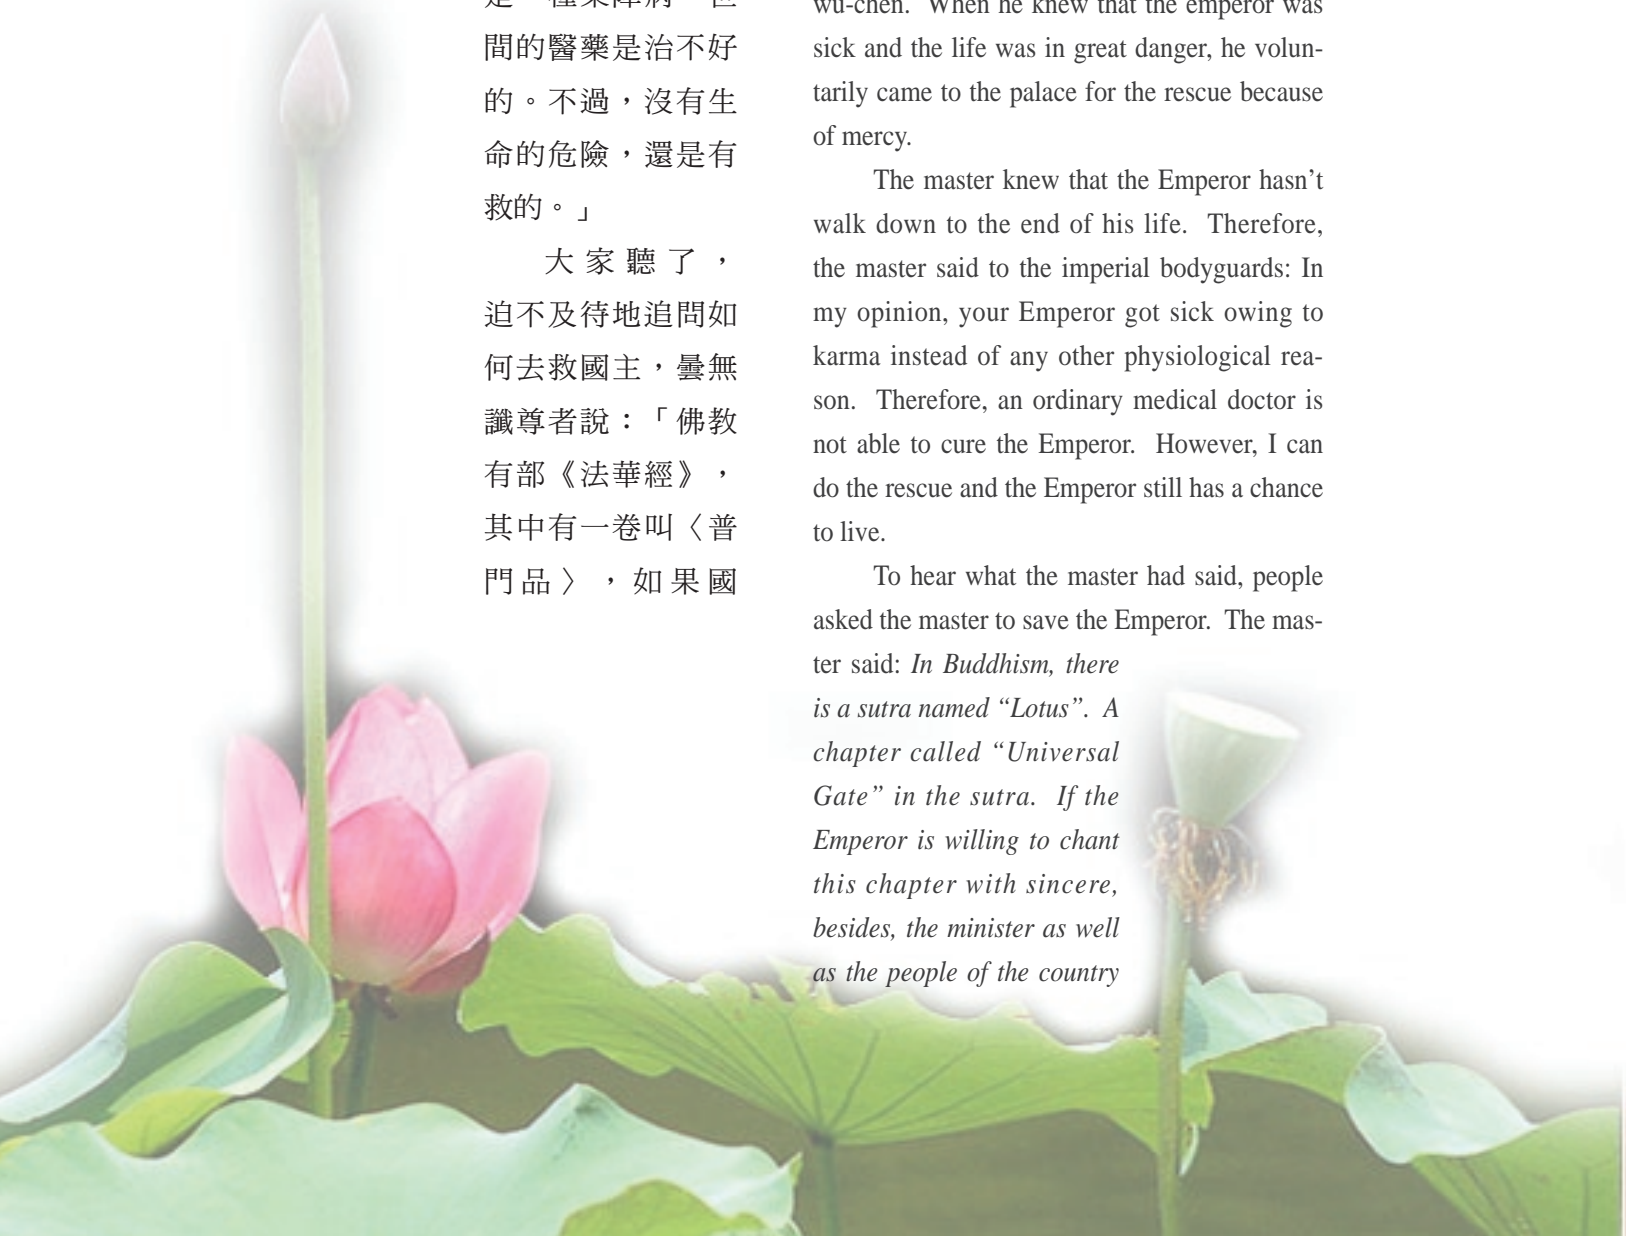 間的醫藥是治不好
的。不過,沒有生
命的危險,還是有
救的。」
大家聽了,
迫不及待地追問如
何去救國主,曇無
讖尊者說:「佛教
有部《法華經》,
其中有一卷叫〈普
門品〉,如果國
wu-chen. When he knew that the emperor was
sick and the life was in great danger, he volun-
tarily came to the palace for the rescue because
of mercy.
The master knew that the Emperor hasn’t
walk down to the end of his life. Therefore,
the master said to the imperial bodyguards: In
my opinion, your Emperor got sick owing to
karma instead of any other physiological rea-
son. Therefore, an ordinary medical doctor is
not able to cure the Emperor. However, I can
do the rescue and the Emperor still has a chance
to live.
To hear what the master had said, people
asked the master to save the Emperor. The mas-
ter said: In Buddhism, there
is a sutra named “Lotus”. A
chapter called “Universal
Gate” in the sutra. If the
Emperor is willing to chant
this chapter with sincere,
besides, the minister as well
as the people of the country